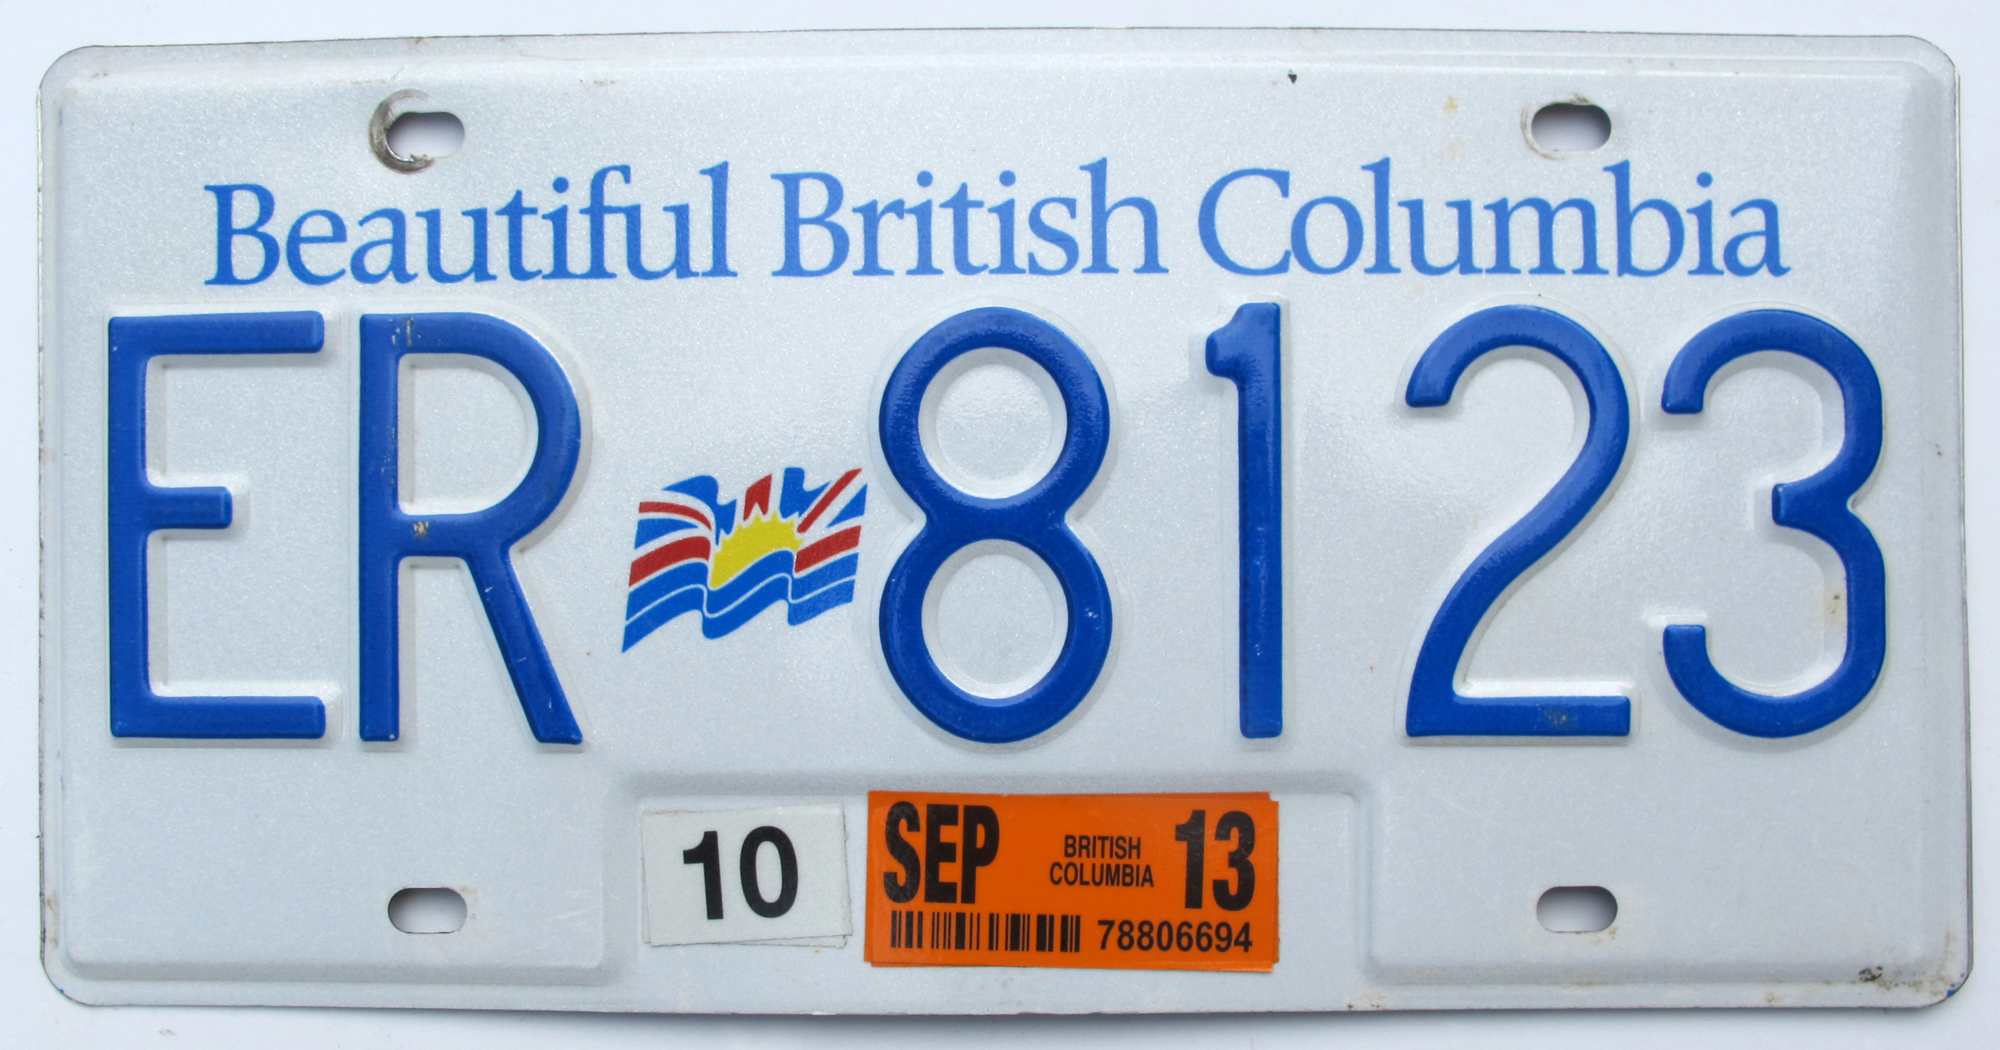 Beautiful British Columbia
ER 8123
10
SEP BRITISH COLUMBIA 13
78806694